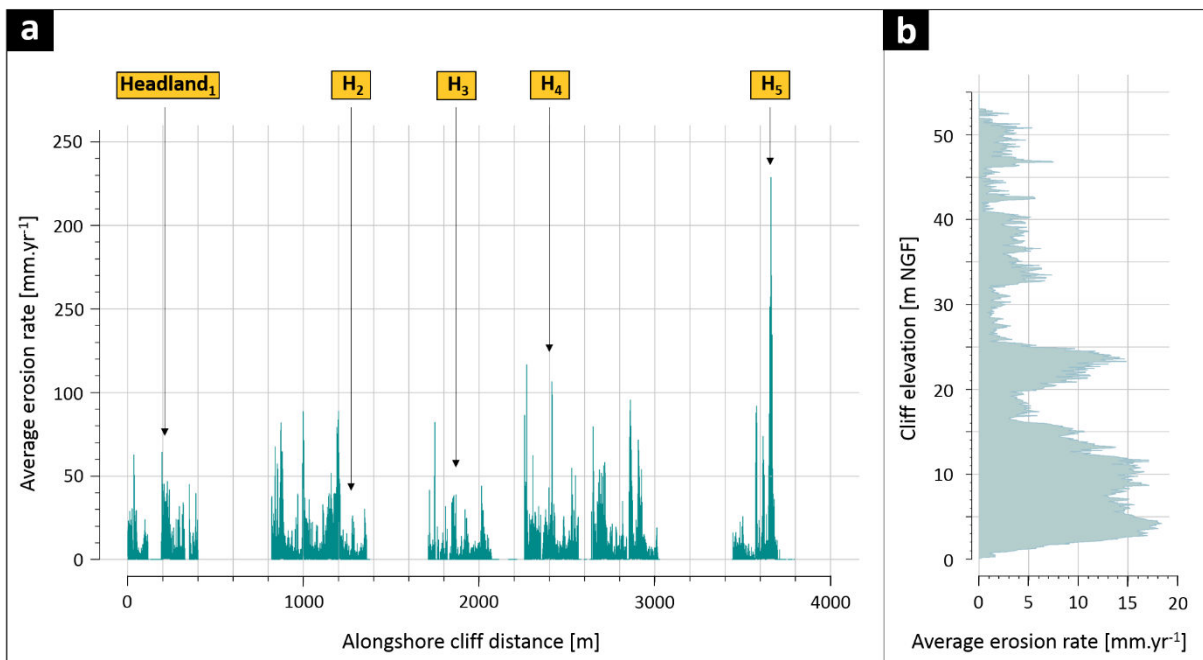 a
Headland₁
H₂
H₃
H₄
H₅
Average erosion rate [mm.yr⁻¹]
250
200
250
100
50
0
0
1000
2000
3000
4000
Alongshore cliff distance [m]
b
Cliff elevation [m NGF]
50
40
30
20
10
0
0
5
10
15
20
Average erosion rate [mm.yr⁻¹]